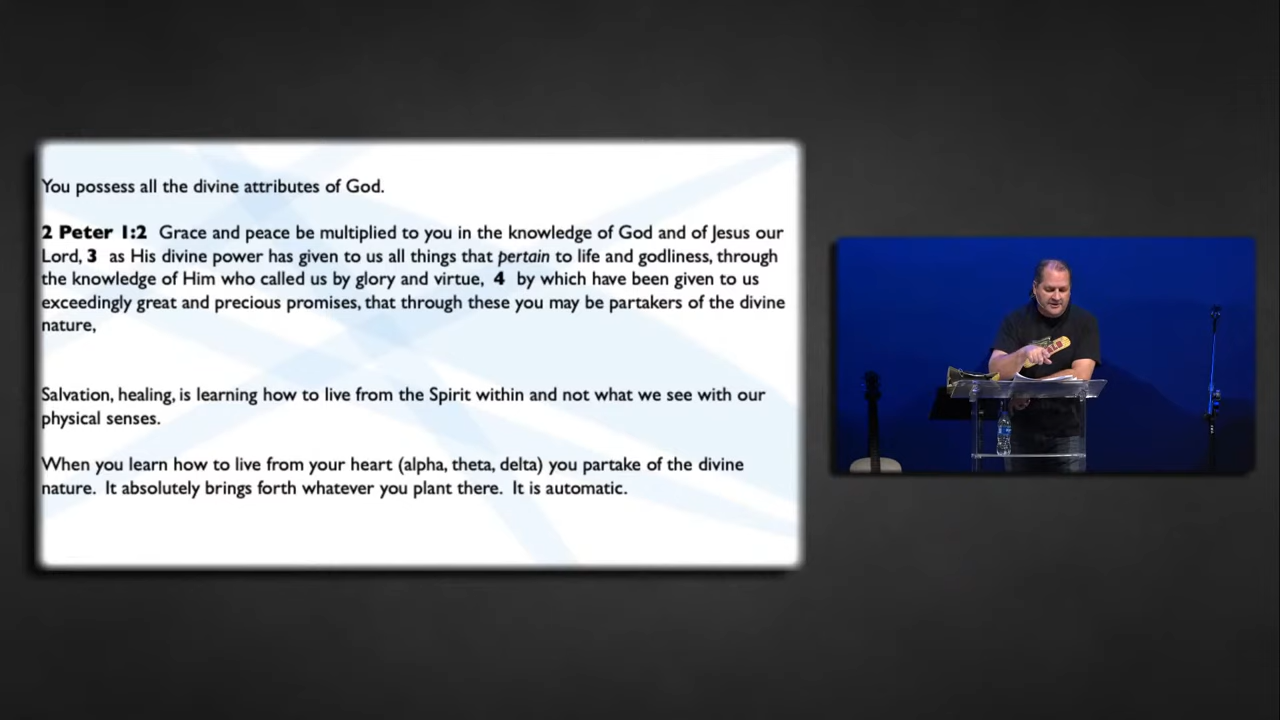 You possess all the divine attributes of God.
2 Peter 1:2 Grace and peace be multiplied to you in the knowledge of God and of Jesus our
Lord, 3 as His divine power has given to us all things that pertain to life and godliness, through
the knowledge of Him who called us by glory and virtue, 4 by which have been given to us
exceedingly great and precious promises, that through these you may be partakers of the divine
nature,
Salvation, healing, is learning how to live from the Spirit within and not what we see with our
physical senses.
When you learn how to live from your heart (alpha, theta, delta) you partake of the divine
nature. It absolutely brings forth whatever you plant there. It is automatic.